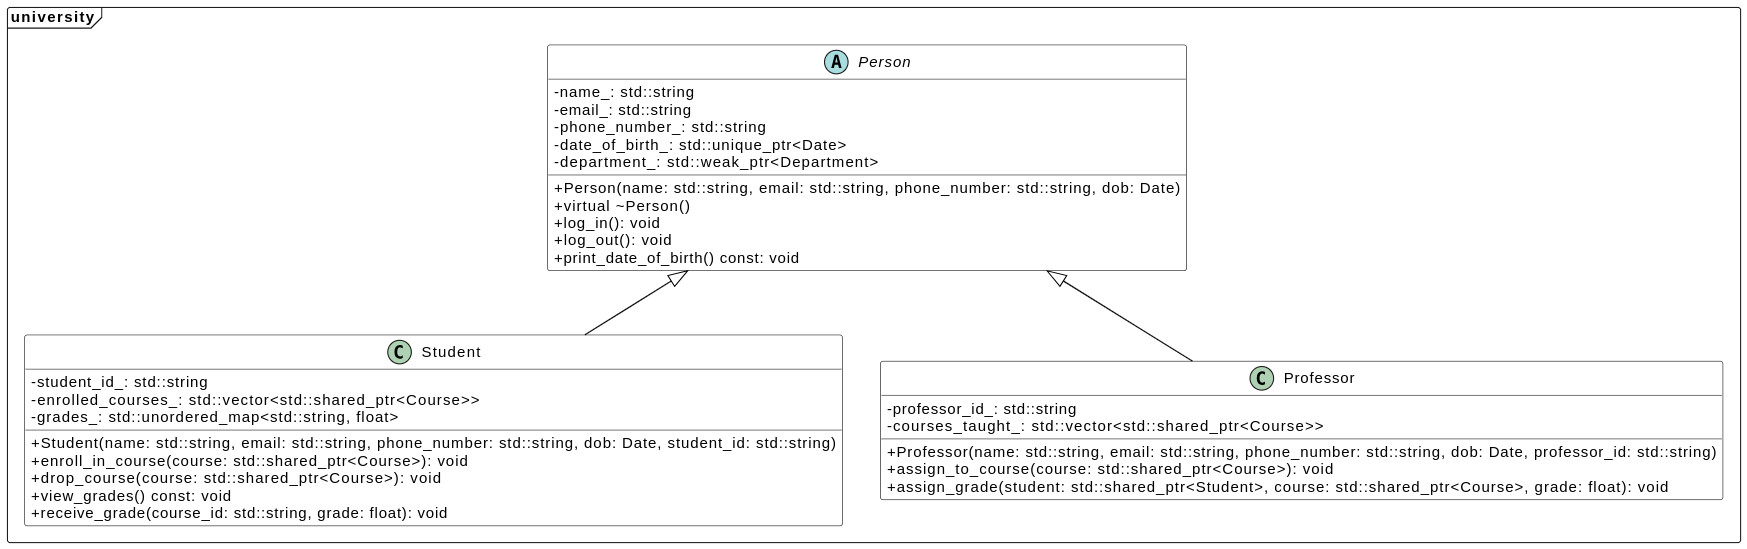 university
A Person
-name_: std::string
-email_: std::string
-phone_number_: std::string
-date_of_birth_: std::unique_ptr<Date>
-department_: std::weak_ptr<Department>
+Person(name: std::string, email: std::string, phone_number: std::string, dob: Date)
+virtual ~Person()
+log_in(): void
+log_out(): void
+print_date_of_birth() const: void
C Student
-student_id_: std::string
-enrolled_courses_: std::vector<std::shared_ptr<Course>>
-grades_: std::unordered_map<std::string, float>
+Student(name: std::string, email: std::string, phone_number: std::string, dob: Date, student_id: std::string)
+enroll_in_course(course: std::shared_ptr<Course>): void
+drop_course(course: std::shared_ptr<Course>): void
+view_grades() const: void
+receive_grade(course_id: std::string, grade: float): void
C Professor
-professor_id_: std::string
-courses_taught_: std::vector<std::shared_ptr<Course>>
+Professor(name: std::string, email: std::string, phone_number: std::string, dob: Date, professor_id: std::string)
+assign_to_course(course: std::shared_ptr<Course>): void
+assign_grade(student: std::shared_ptr<Student>, course: std::shared_ptr<Course>, grade: float): void